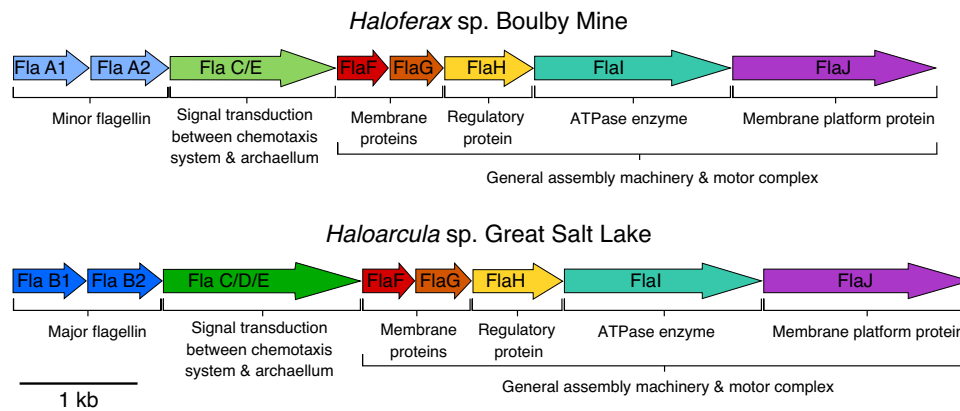 Haloferax sp. Boulby Mine
Fla A1 Fla A2 Fla C/E FlaF FlaG FlaH FlaI FlaJ
Minor flagellin
Signal transduction
between chemotaxis
system & archaellum
Membrane
proteins
Regulatory
protein
ATPase enzyme
Membrane platform protein
General assembly machinery & motor complex
Haloarcula sp. Great Salt Lake
Fla B1 Fla B2 Fla C/D/E FlaF FlaG FlaH FlaI FlaJ
Major flagellin
Signal transduction
between chemotaxis
system & archaellum
Membrane
proteins
Regulatory
protein
ATPase enzyme
Membrane platform protein
General assembly machinery & motor complex
1 kb